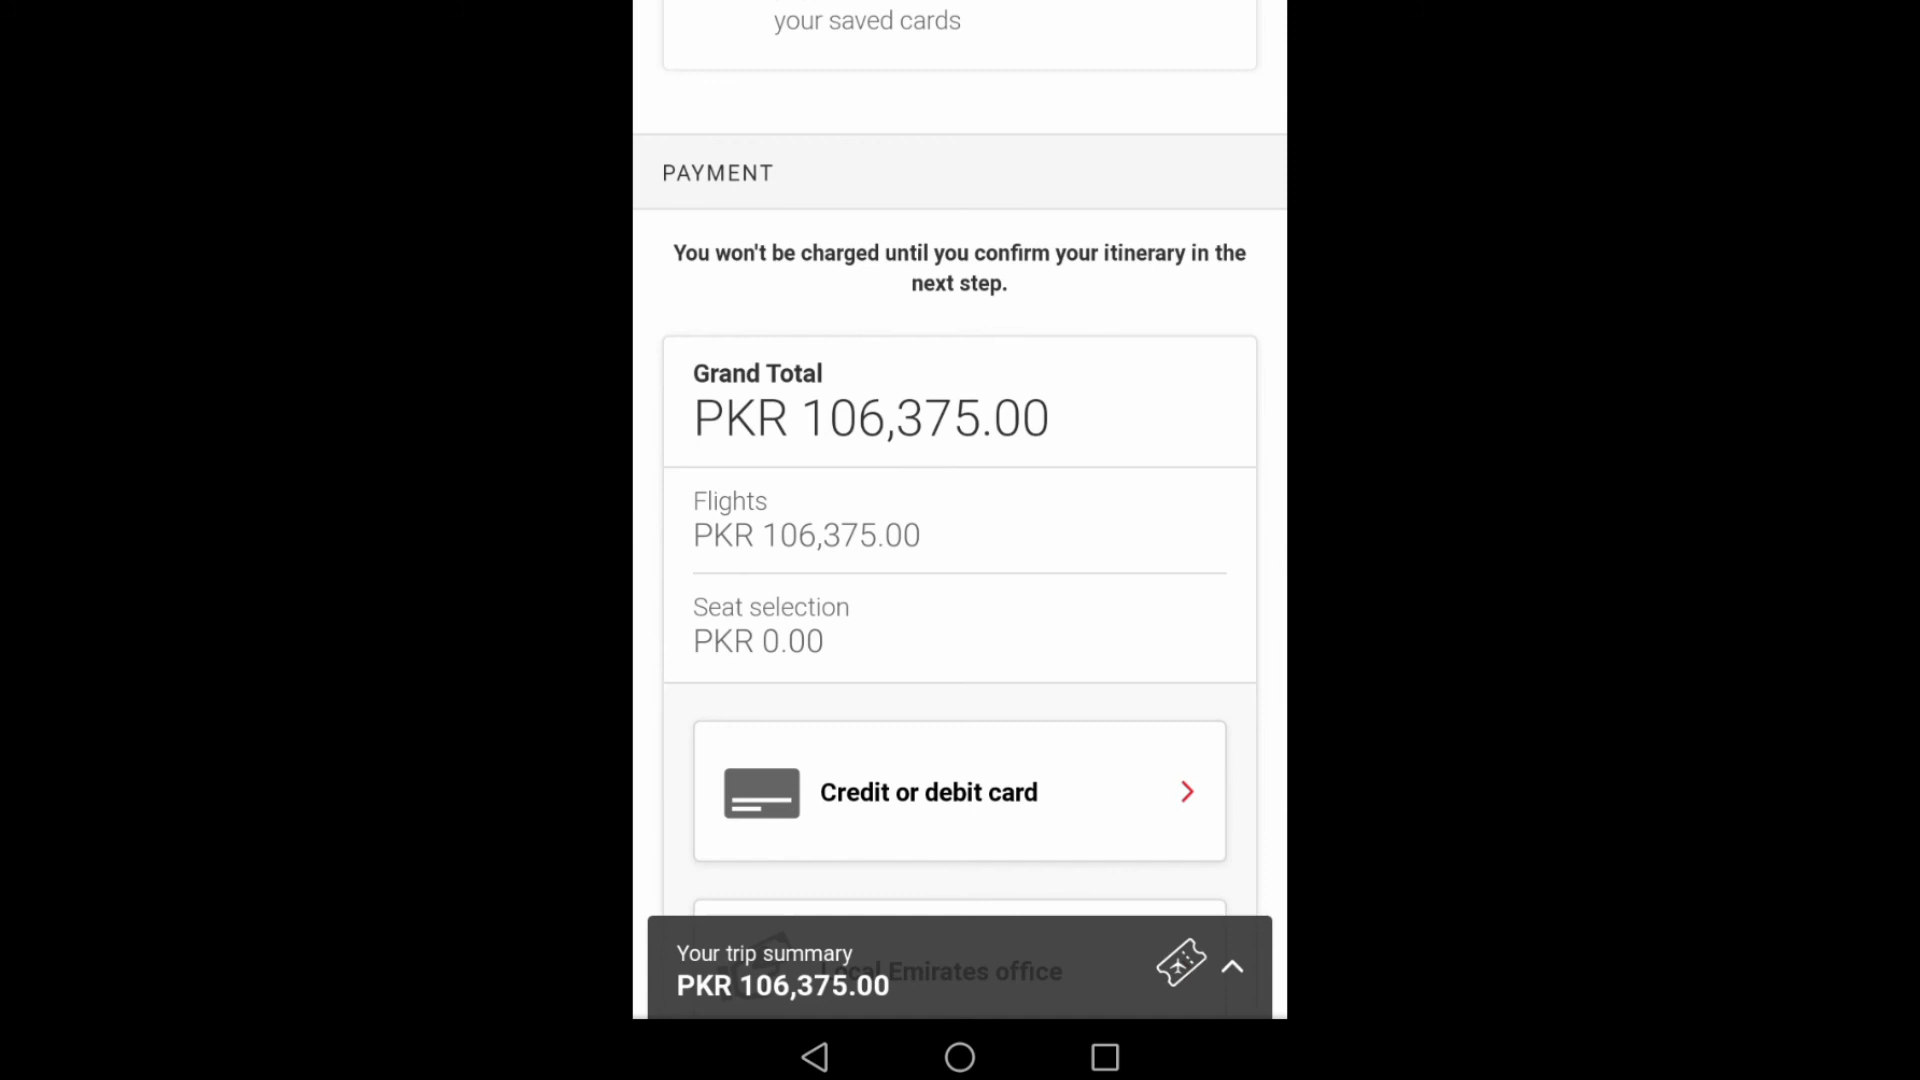 your saved cards
PAYMENT
You won't be charged until you confirm your itinerary in the
next step.
Grand Total
PKR 106,375.00
Flights
PKR 106,375.00
Seat selection
PKR 0.00
Credit or debit card
Local Emirates office
Your trip summary
PKR 106,375.00